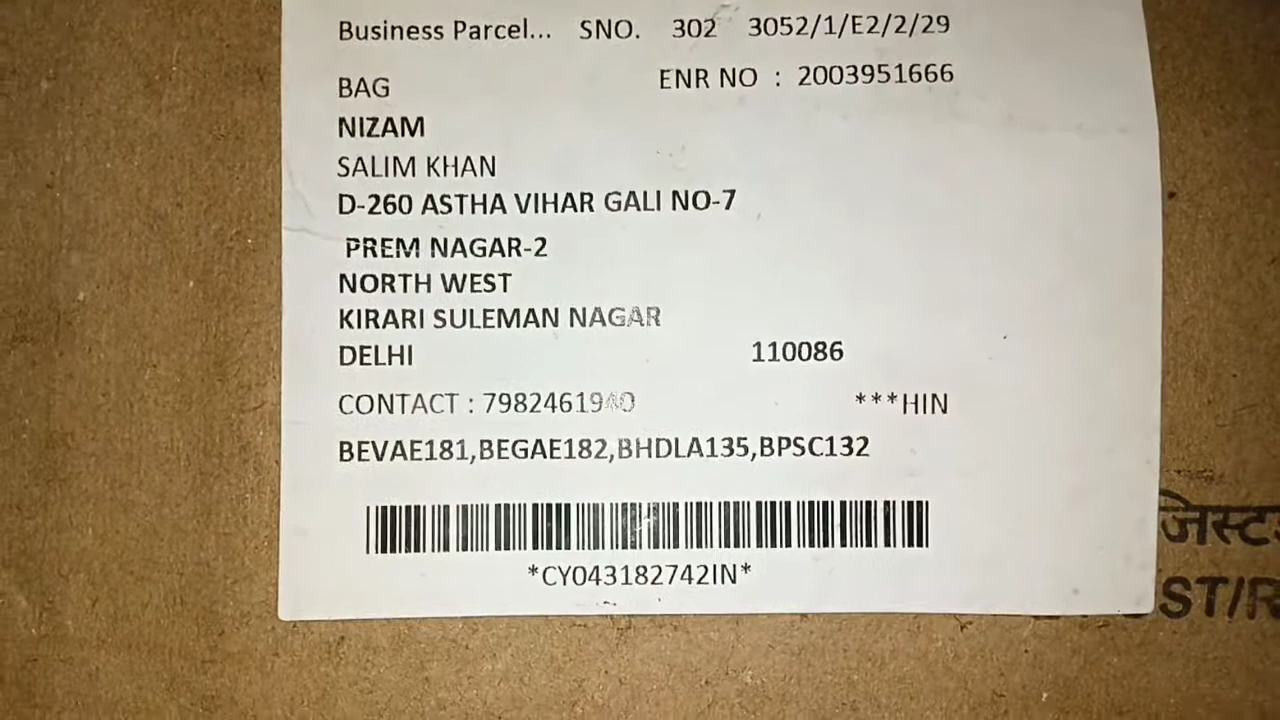 Business Parcel... SNO. 302 3052/1/E2/2/29
BAG ENR NO : 2003951666
NIZAM
SALIM KHAN
D-260 ASTHA VIHAR GALI NO-7
PREM NAGAR-2
NORTH WEST
KIRARI SULEMAN NAGAR
DELHI 110086
CONTACT : 7982461940 ***HIN
BEVAE181,BEGAE182,BHDLA135,BPSC132
*CY043182742IN*